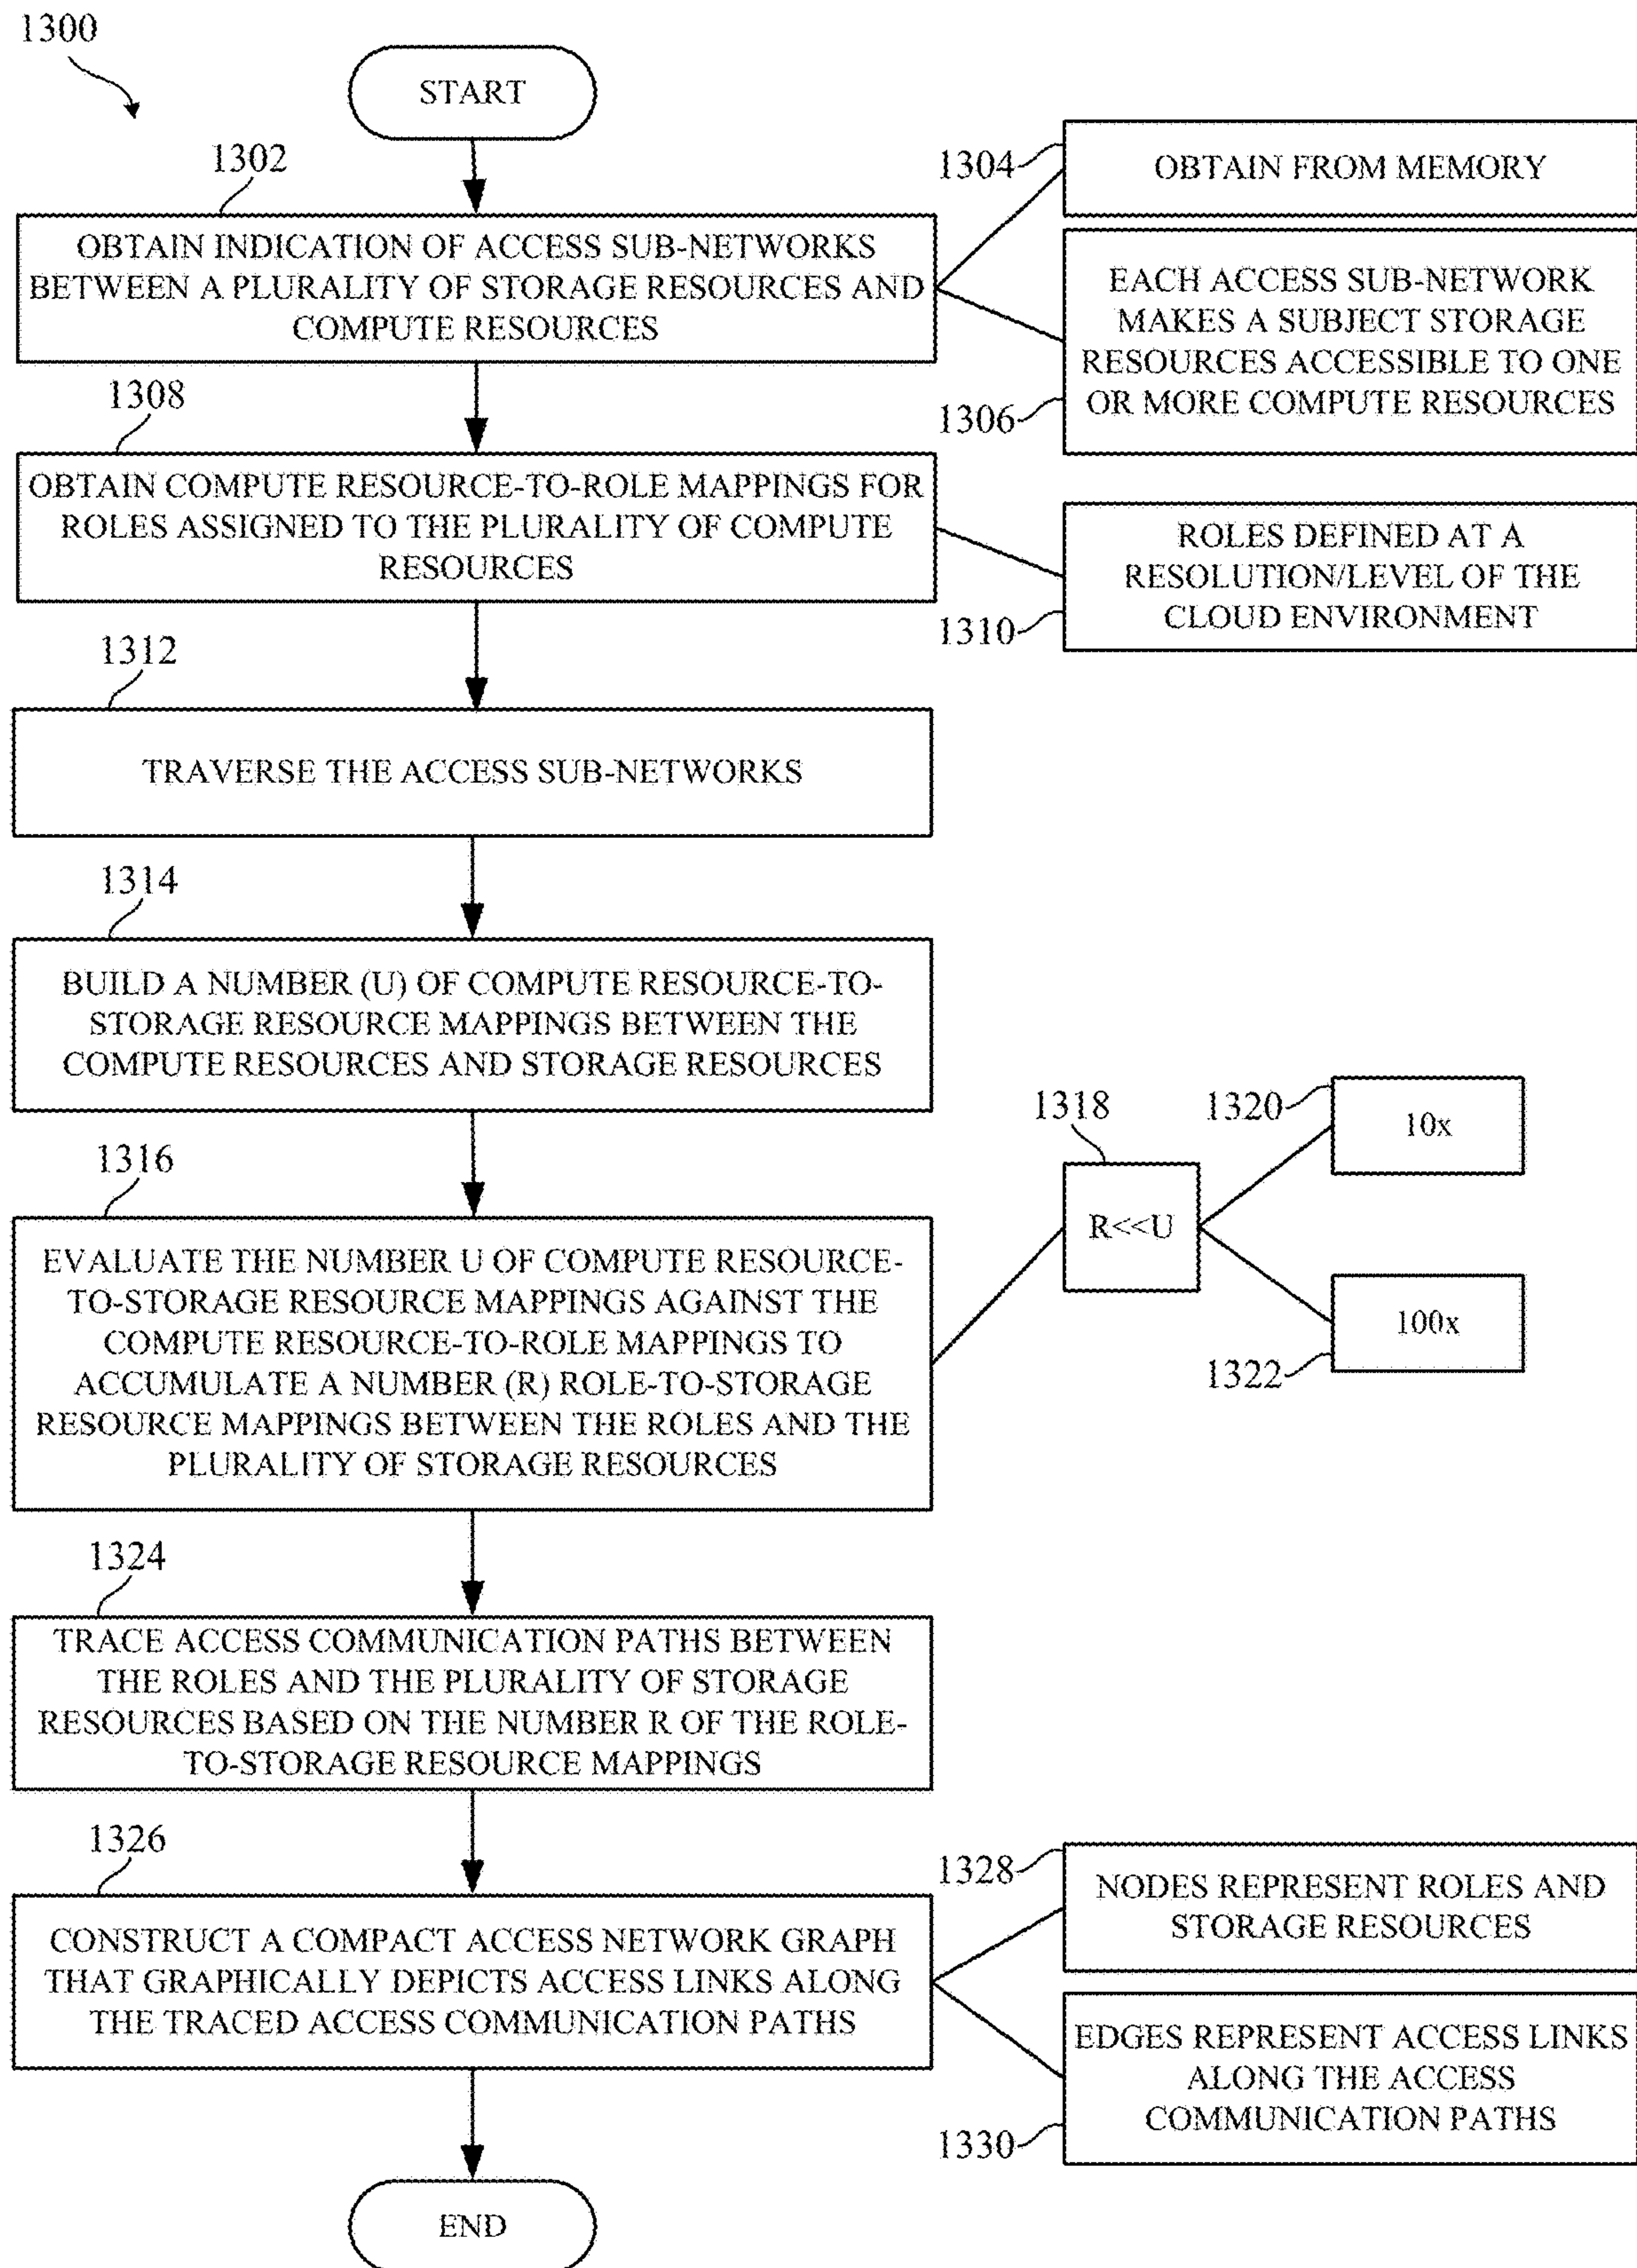 1300
START
1302
OBTAIN INDICATION OF ACCESS SUB-NETWORKS
BETWEEN A PLURALITY OF STORAGE RESOURCES AND
COMPUTE RESOURCES
1304
OBTAIN FROM MEMORY
EACH ACCESS SUB-NETWORK
MAKES A SUBJECT STORAGE
RESOURCES ACCESSIBLE TO ONE
OR MORE COMPUTE RESOURCES
1306
1308
OBTAIN COMPUTE RESOURCE-TO-ROLE MAPPINGS FOR
ROLES ASSIGNED TO THE PLURALITY OF COMPUTE
RESOURCES
ROLES DEFINED AT A
RESOLUTION/LEVEL OF THE
CLOUD ENVIRONMENT
1310
1312
TRAVERSE THE ACCESS SUB-NETWORKS
1314
BUILD A NUMBER (U) OF COMPUTE RESOURCE-TO-
STORAGE RESOURCE MAPPINGS BETWEEN THE
COMPUTE RESOURCES AND STORAGE RESOURCES
1316
EVALUATE THE NUMBER U OF COMPUTE RESOURCE-
TO-STORAGE RESOURCE MAPPINGS AGAINST THE
COMPUTE RESOURCE-TO-ROLE MAPPINGS TO
ACCUMULATE A NUMBER (R) ROLE-TO-STORAGE
RESOURCE MAPPINGS BETWEEN THE ROLES AND THE
PLURALITY OF STORAGE RESOURCES
1318
R<<U
1320
10x
100x
1322
1324
TRACE ACCESS COMMUNICATION PATHS BETWEEN
THE ROLES AND THE PLURALITY OF STORAGE
RESOURCES BASED ON THE NUMBER R OF THE ROLE-
TO-STORAGE RESOURCE MAPPINGS
1326
CONSTRUCT A COMPACT ACCESS NETWORK GRAPH
THAT GRAPHICALLY DEPICTS ACCESS LINKS ALONG
THE TRACED ACCESS COMMUNICATION PATHS
1328
NODES REPRESENT ROLES AND
STORAGE RESOURCES
EDGES REPRESENT ACCESS LINKS
ALONG THE ACCESS
COMMUNICATION PATHS
1330
END